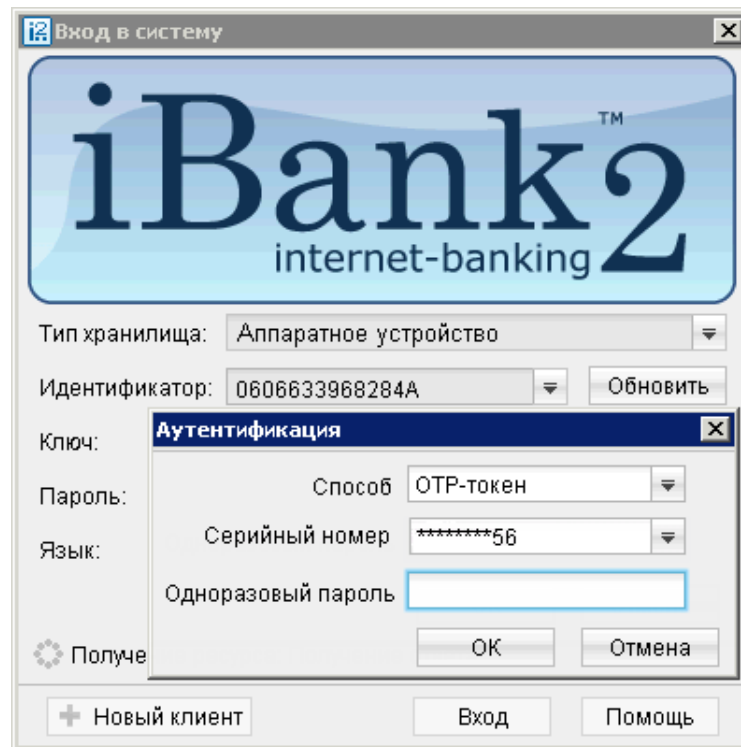 Вход в систему
iBank 2 ™
internet-banking
Тип хранилища: Аппаратное устройство
Идентификатор: 0606633968284A Обновить
Ключ:
Аутентификация
Пароль:
Способ ОТР-токен
Серийный номер ********56
Язык:
Одноразовый пароль
ОК Отмена
Получе
Новый клиент Вход Помощь